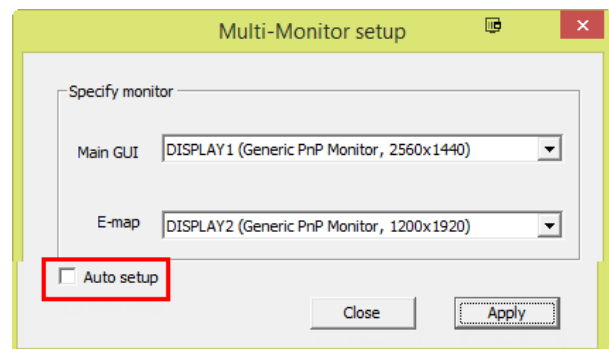 Multi-Monitor setup
Specify monitor
Main GUI DISPLAY1 (Generic PnP Monitor, 2560x1440)
E-map DISPLAY2 (Generic PnP Monitor, 1200x1920)
Auto setup
Close Apply